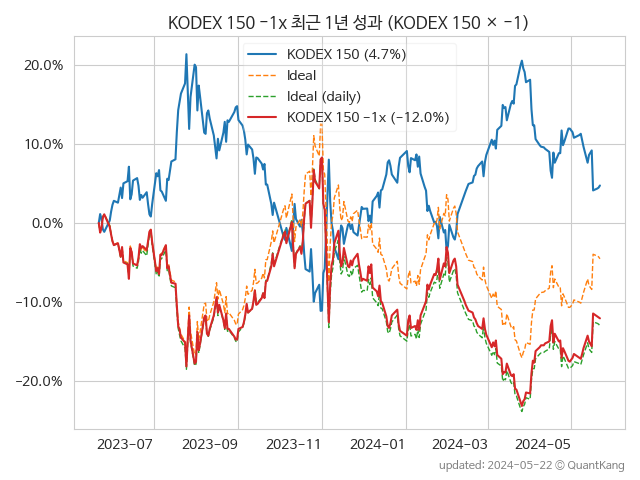 KODEX 150 −1x 최근 1년 성과 (KODEX 150 × −1)
KODEX 150 (4.7%)
Ideal
Ideal (daily)
KODEX 150 −1x (−12.0%)
20.0%
10.0%
0.0%
−10.0%
−20.0%
2023−07
2023−09
2023−11
2024−01
2024−03
2024−05
updated: 2024−05−22 © QuantKang